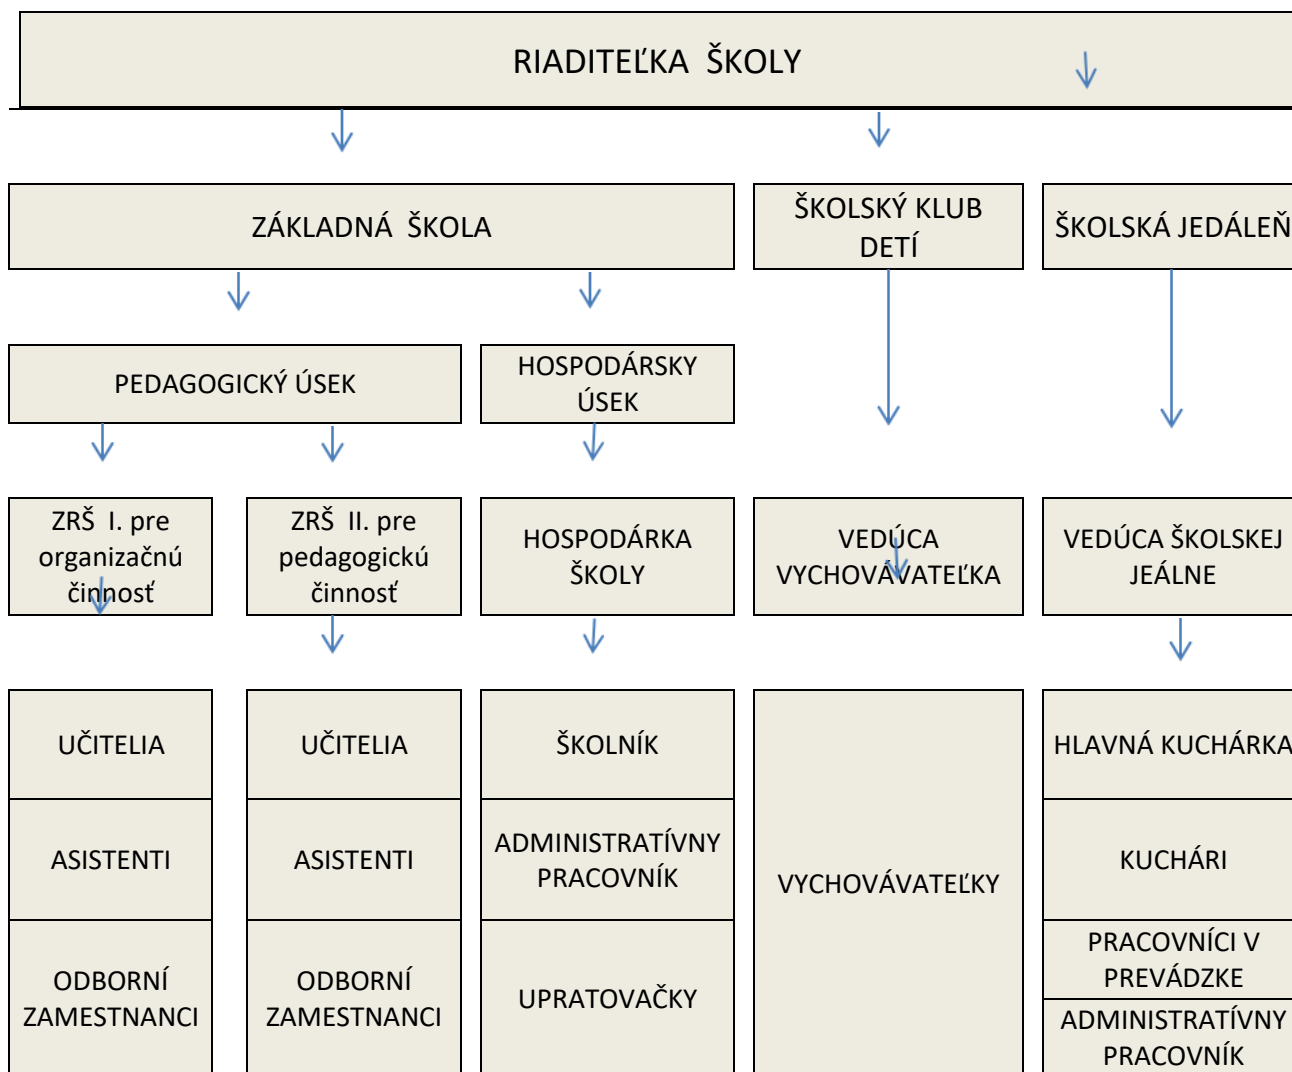 RIADITEĽKA ŠKOLY
ZÁKLADNÁ ŠKOLA
ŠKOLSKÝ KLUB
DETÍ
ŠKOLSKÁ JEDÁLEŇ
PEDAGOGICKÝ ÚSEK
HOSPODÁRSKY
ÚSEK
ZRŠ I. pre
organizačnú
činnosť
ZRŠ II. pre
pedagogickú
činnosť
HOSPODÁRKA
ŠKOLY
VEDÚCA
VYCHOVÁVATEĽKA
VEDÚCA ŠKOLSKEJ
JEÁLNE
UČITELIA
UČITELIA
ŠKOLNÍK
VYCHOVÁVATEĽKY
HLAVNÁ KUCHÁRKA
ASISTENTI
ASISTENTI
ADMINISTRATÍVNY
PRACOVNÍK
KUCHÁRI
ODBORNÍ
ZAMESTNANCI
ODBORNÍ
ZAMESTNANCI
UPRATOVAČKY
PRACOVNÍCI V
PREVÁDZKE
ADMINISTRATÍVNY
PRACOVNÍK